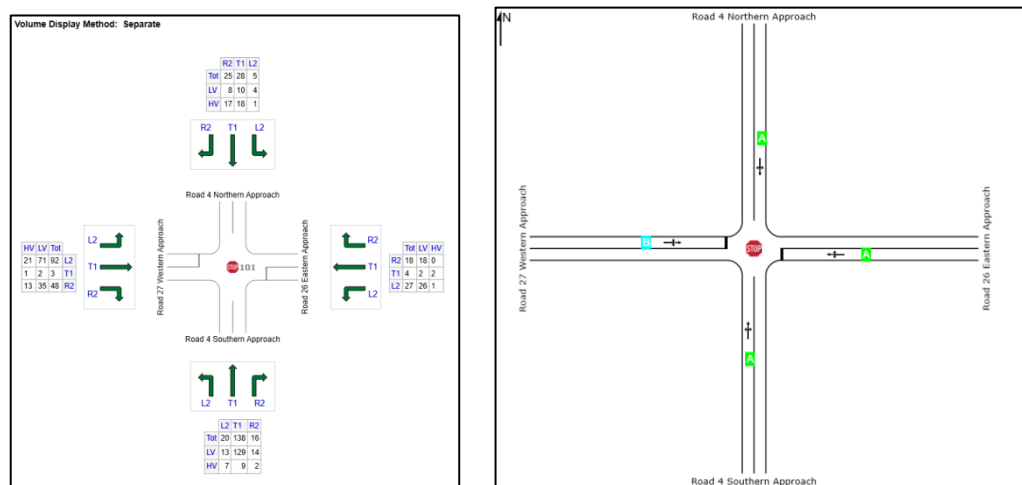 Volume Display Method: Separate
R2 T1 L2
Tot 25 28 5
LV 8 10 4
HV 17 18 1
R2 T1 L2
Road 4 Northern Approach
HV LV Tot
21 71 92 L2
1 2 3 T1
13 35 48 R2
L2
T1
R2
Road 27 Western Approach
STOP 101
Road 26 Eastern Approach
R2
T1
L2
Tot LV HV
R2 18 18 0
T1 4 2 2
L2 27 26 1
Road 4 Southern Approach
L2 T1 R2
L2 T1 R2
Tot 20 138 16
LV 13 129 14
HV 7 9 2
N
Road 4 Northern Approach
A
Road 27 Western Approach
B
STOP
A
Road 26 Eastern Approach
A
Road 4 Southern Approach